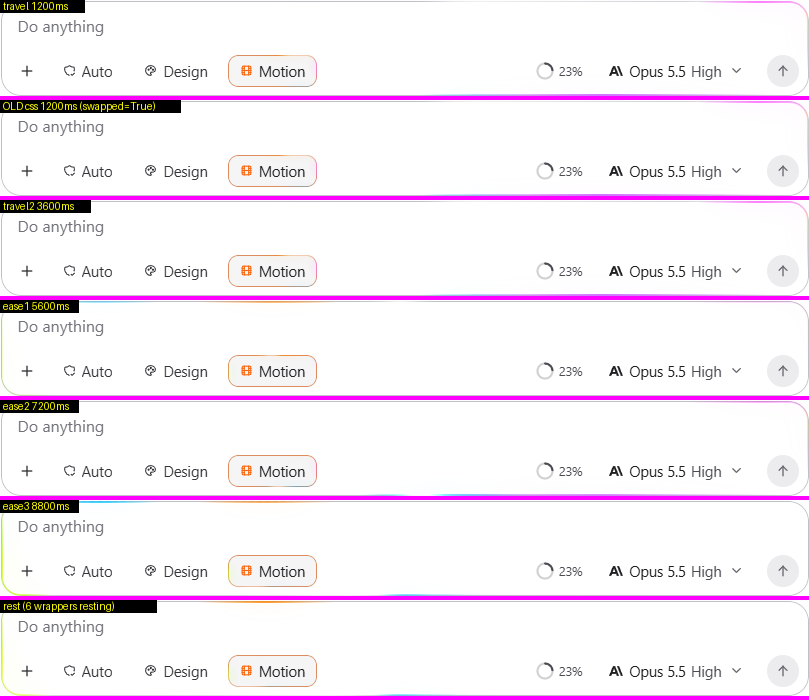 travel 1200ms
Do anything
+ Auto Design Motion 23% Opus 5.5 High
OLD css 1200ms (swapped=True)
Do anything
+ Auto Design Motion 23% Opus 5.5 High
travel2 3600ms
Do anything
+ Auto Design Motion 23% Opus 5.5 High
ease1 5600ms
Do anything
+ Auto Design Motion 23% Opus 5.5 High
ease2 7200ms
Do anything
+ Auto Design Motion 23% Opus 5.5 High
ease3 8800ms
Do anything
+ Auto Design Motion 23% Opus 5.5 High
rest (6 wrappers resting)
Do anything
+ Auto Design Motion 23% Opus 5.5 High